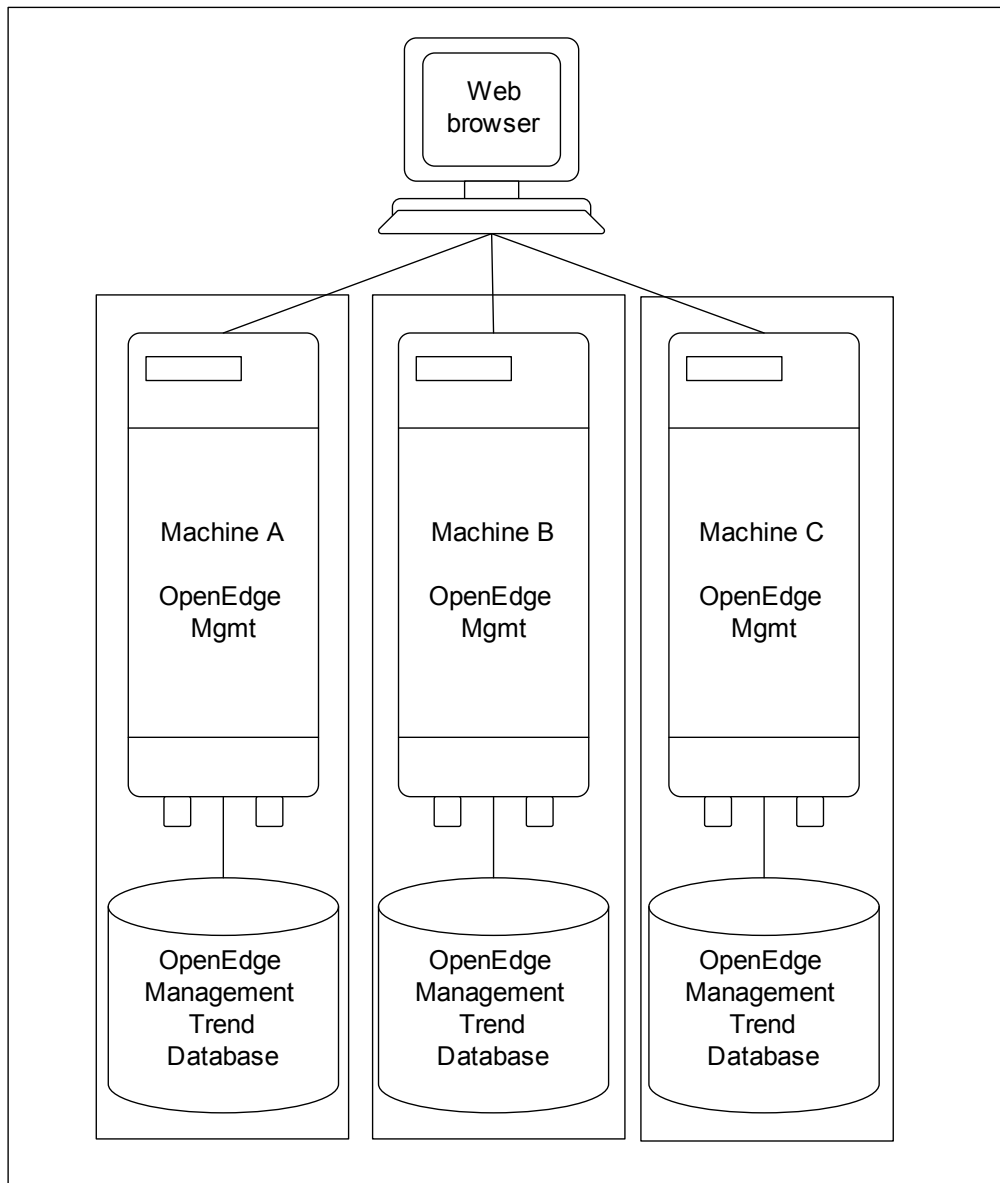 Web
browser
Machine A
OpenEdge
Mgmt
Machine B
OpenEdge
Mgmt
Machine C
OpenEdge
Mgmt
OpenEdge
Management
Trend
Database
OpenEdge
Management
Trend
Database
OpenEdge
Management
Trend
Database